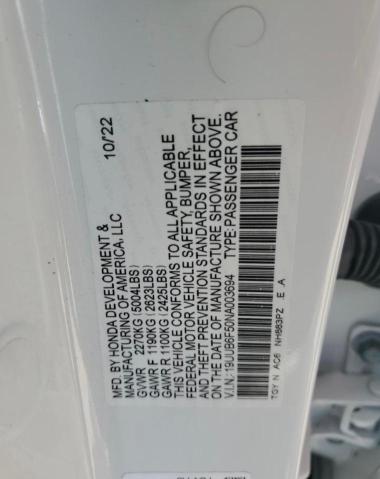 MFD. BY HONDA DEVELOPMENT & 10/22
MANUFACTURING OF AMERICA, LLC
GVWR 2270KG (5004LBS)
GAWR F 1190KG (2623LBS)
GAWR R 1100KG (2425LBS)
THIS VEHICLE CONFORMS TO ALL APPLICABLE
FEDERAL MOTOR VEHICLE SAFETY, BUMPER,
AND THEFT PREVENTION STANDARDS IN EFFECT
ON THE DATE OF MANUFACTURE SHOWN ABOVE.
V.I.N.: 19UUB6F50NA003694 TYPE: PASSENGER CAR
TGY N AC6 NH883PZ E A